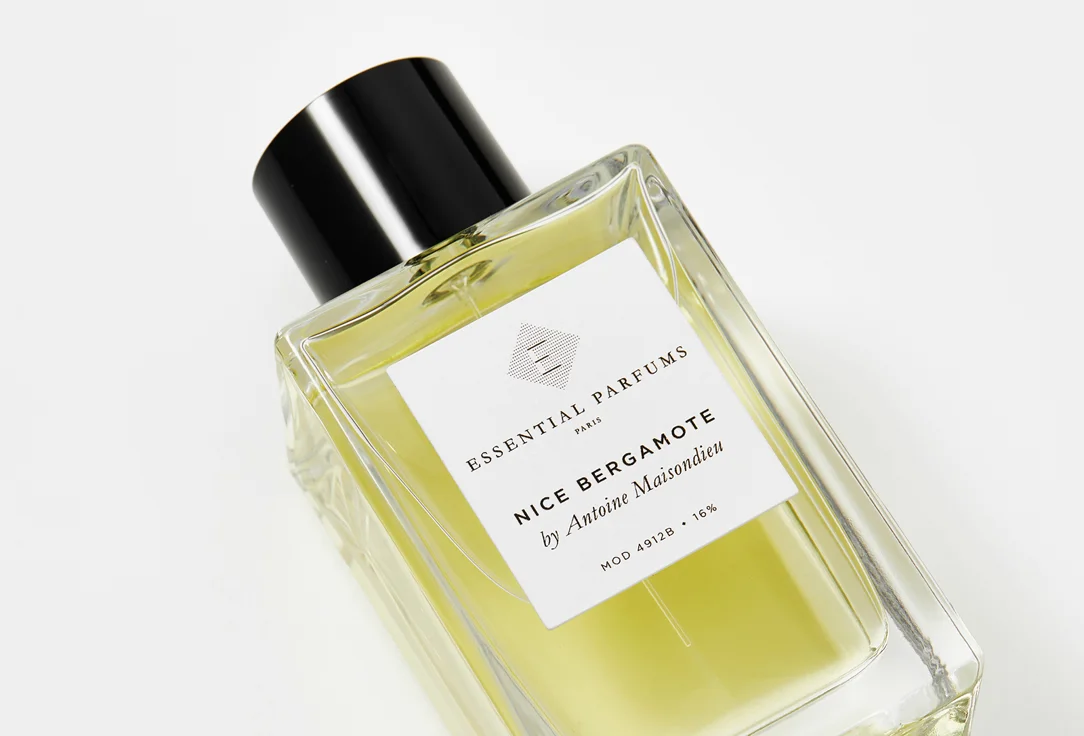 E
ESSENTIAL PARFUMS
PARIS
NICE BERGAMOTE
by Antoine Maisondieu
MOD 4912B • 16%